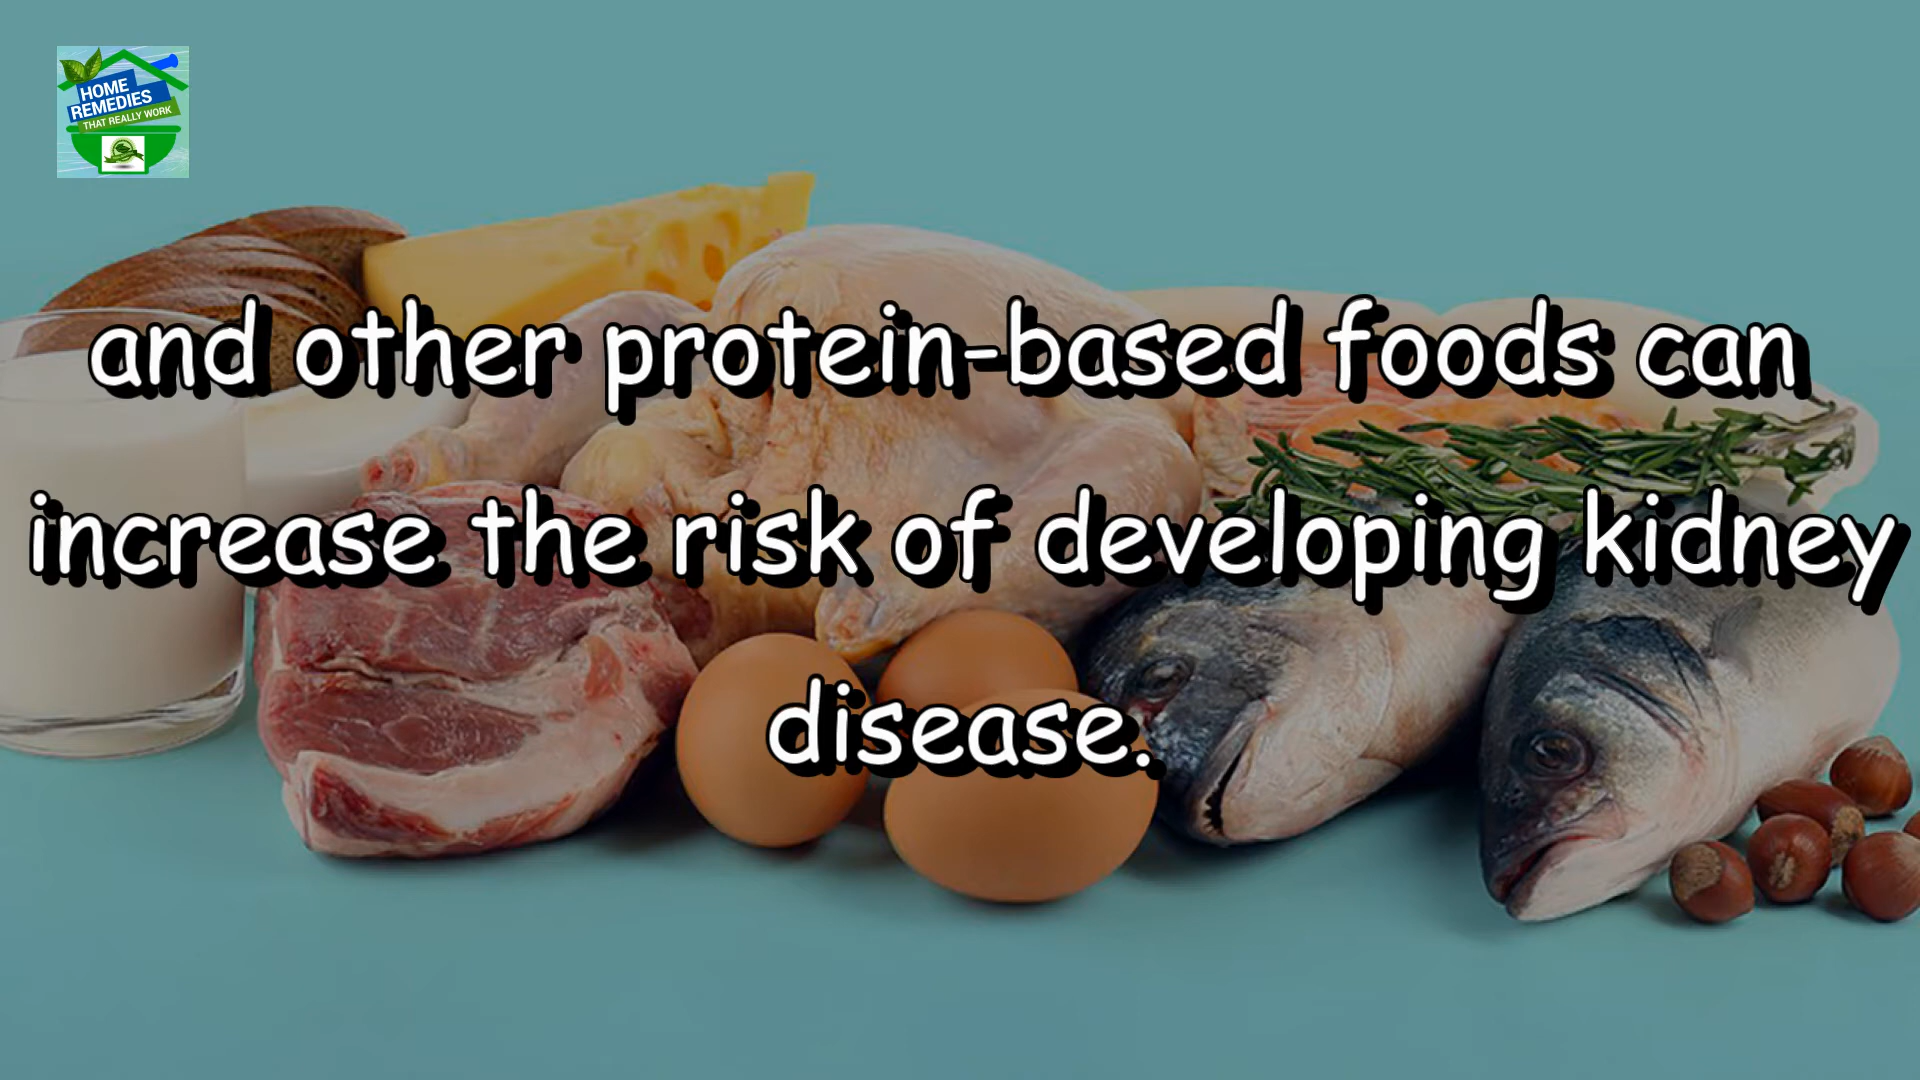 HOME
REMEDIES
THAT REALLY WORK
and other protein-based foods can
increase the risk of developing kidney
disease.